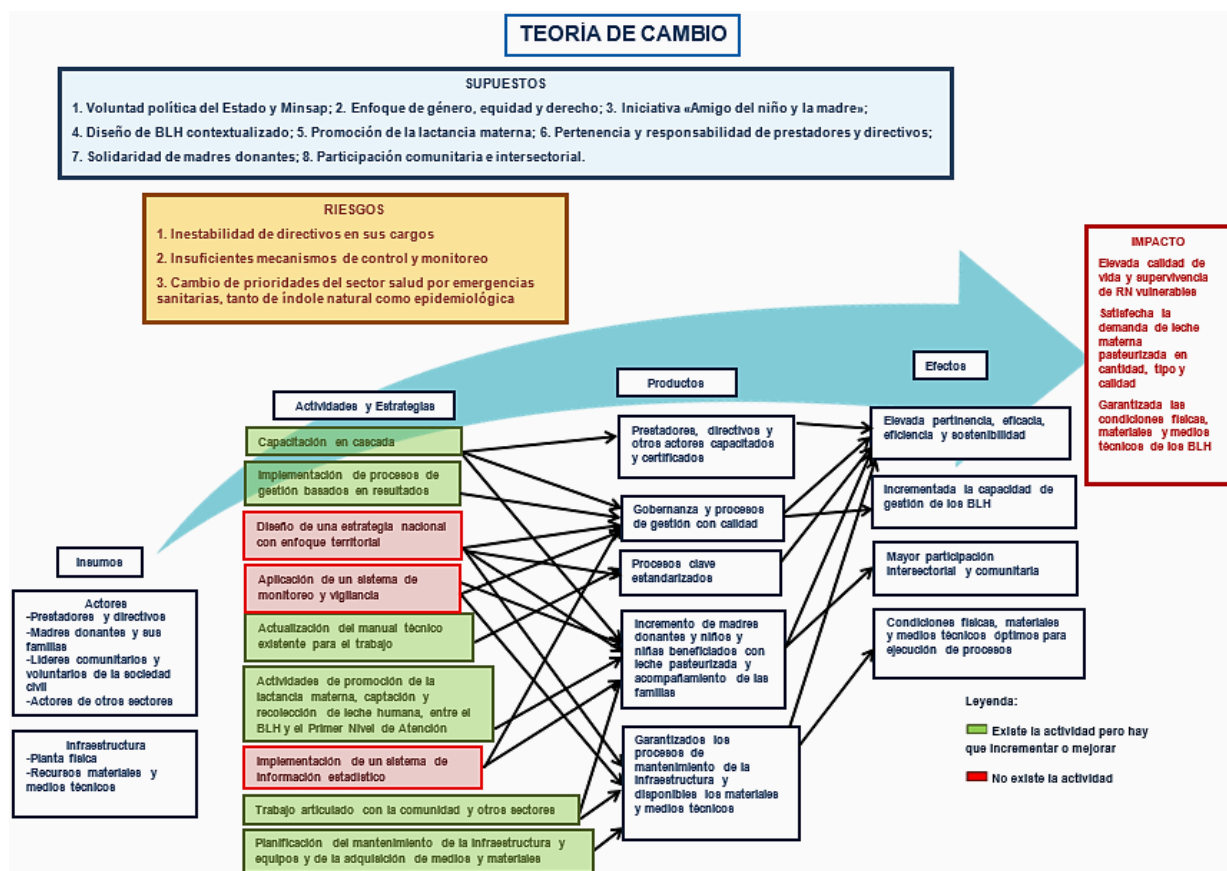 TEORÍA DE CAMBIO
SUPUESTOS
1. Voluntad política del Estado y Minsap; 2. Enfoque de género, equidad y derecho; 3. Iniciativa «Amigo del niño y la madre»;
4. Diseño de BLH contextualizado; 5. Promoción de la lactancia materna; 6. Pertenencia y responsabilidad de prestadores y directivos;
7. Solidaridad de madres donantes; 8. Participación comunitaria e intersectorial.
RIESGOS
1. Inestabilidad de directivos en sus cargos
2. Insuficientes mecanismos de control y monitoreo
3. Cambio de prioridades del sector salud por emergencias
sanitarias, tanto de índole natural como epidemiológica
Insumos
Actores
-Prestadores y directivos
-Madres donantes y sus
familias
-Líderes comunitarios y
voluntarios de la sociedad
civil
-Actores de otros sectores
Infraestructura
-Planta física
-Recursos materiales y
medios técnicos
Actividades y Estrategias
Capacitación en cascada
Implementación de procesos de
gestión basados en resultados
Diseño de una estrategia nacional
con enfoque territorial
Aplicación de un sistema de
monitoreo y vigilancia
Actualización del manual técnico
existente para el trabajo
Actividades de promoción de la
lactancia materna, captación y
recolección de leche humana, entre el
BLH y el Primer Nivel de Atención
Implementación de un sistema de
información estadístico
Trabajo articulado con la comunidad y otros sectores
Planificación del mantenimiento de la infraestructura y
equipos y de la adquisición de medios y materiales
Productos
Prestadores, directivos y
otros actores capacitados
y certificados
Gobernanza y procesos
de gestión con calidad
Procesos clave
estandarizados
Incremento de madres
donantes y niños y
niñas beneficiados con
leche pasteurizada y
acompañamiento de las
familias
Garantizados los
procesos de
mantenimiento de la
infraestructura y
disponibles los materiales
y medios técnicos
Efectos
Elevada pertinencia, eficacia,
eficiencia y sostenibilidad
Incrementada la capacidad de
gestión de los BLH
Mayor participación
intersectorial y comunitaria
Condiciones físicas, materiales
y medios técnicos óptimos para
ejecución de procesos
IMPACTO
Elevada calidad de
vida y supervivencia
de RN vulnerables
Satisfecha la
demanda de leche
materna
pasteurizada en
cantidad, tipo y
calidad
Garantizada las
condiciones físicas,
materiales y medios
técnicos de los BLH
Leyenda:
Existe la actividad pero hay
que incrementar o mejorar
No existe la actividad